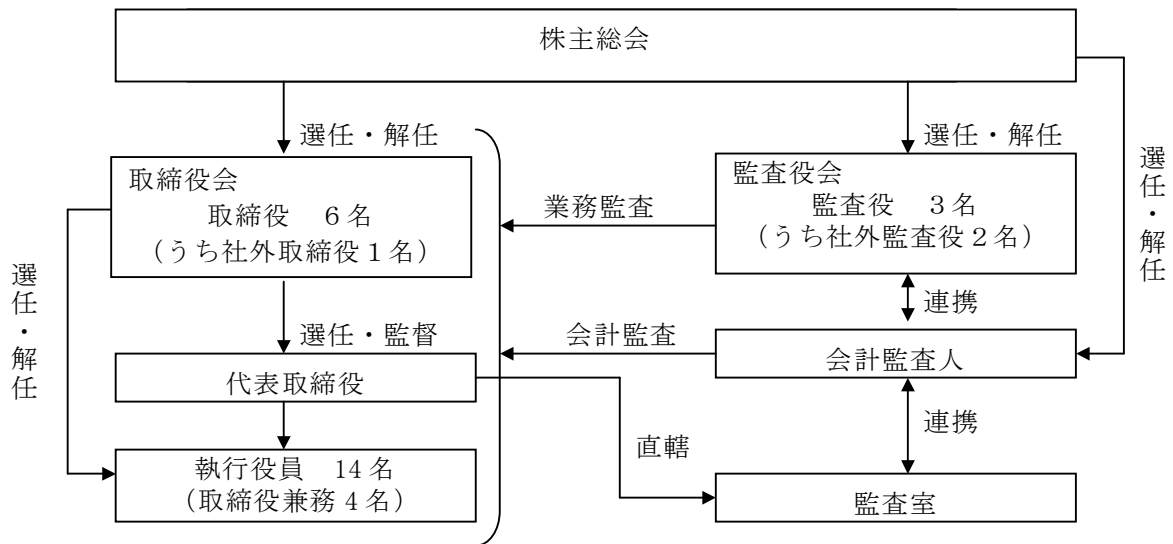 株主総会
選任・解任
選任・解任
選任・解任
取締役会
取締役 6名
(うち社外取締役1名)
業務監査
監査役会
監査役 3名
(うち社外監査役2名)
選任・解任
連携
選任・監督
会計監査
代表取締役
会計監査人
直轄
連携
執行役員 14名
(取締役兼務4名)
監査室